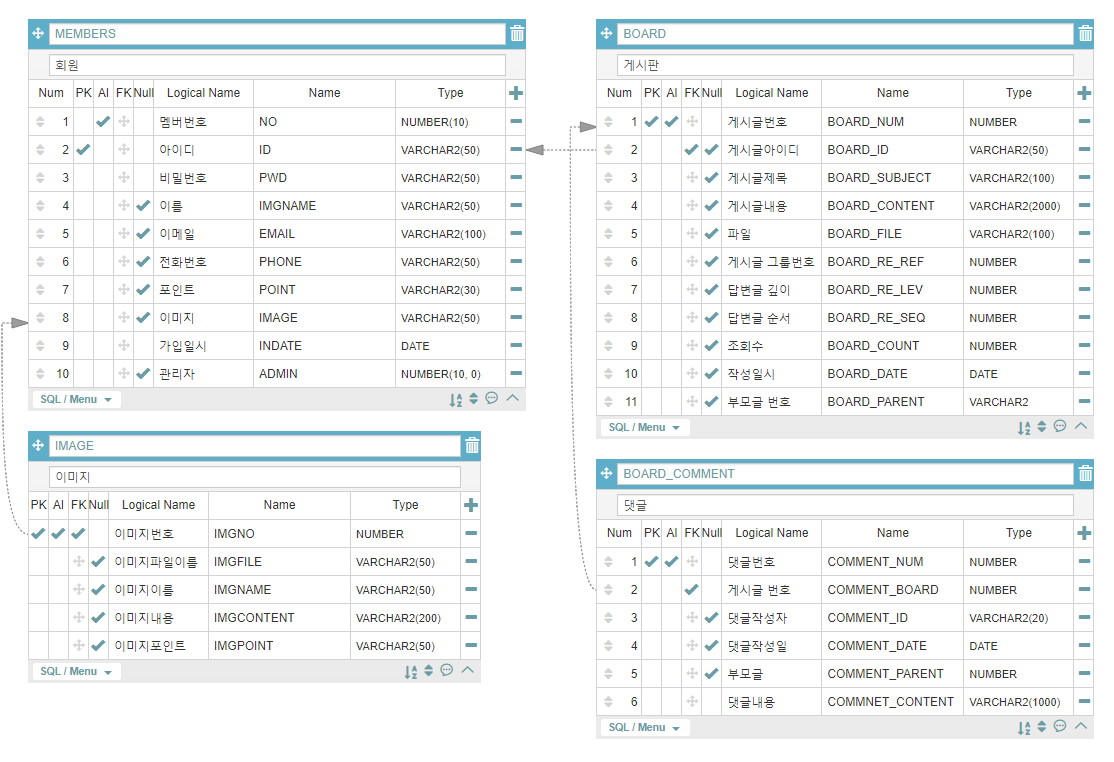 MEMBERS
회원
Num PK AI FK Null Logical Name Name Type
1 멤버번호 NO NUMBER(10)
2 아이디 ID VARCHAR2(50)
3 비밀번호 PWD VARCHAR2(50)
4 이름 IMGNAME VARCHAR2(50)
5 이메일 EMAIL VARCHAR2(100)
6 전화번호 PHONE VARCHAR2(50)
7 포인트 POINT VARCHAR2(30)
8 이미지 IMAGE VARCHAR2(50)
9 가입일시 INDATE DATE
10 관리자 ADMIN NUMBER(10, 0)
SQL / Menu
IMAGE
이미지
PK AI FK Null Logical Name Name Type
이미지번호 IMGNO NUMBER
이미지파일이름 IMGFILE VARCHAR2(50)
이미지이름 IMGNAME VARCHAR2(50)
이미지내용 IMGCONTENT VARCHAR2(200)
이미지포인트 IMGPOINT VARCHAR2(50)
SQL / Menu
BOARD
게시판
Num PK AI FK Null Logical Name Name Type
1 게시글번호 BOARD_NUM NUMBER
2 게시글아이디 BOARD_ID VARCHAR2(50)
3 게시글제목 BOARD_SUBJECT VARCHAR2(100)
4 게시글내용 BOARD_CONTENT VARCHAR2(2000)
5 파일 BOARD_FILE VARCHAR2(100)
6 게시글 그룹번호 BOARD_RE_REF NUMBER
7 답변글 깊이 BOARD_RE_LEV NUMBER
8 답변글 순서 BOARD_RE_SEQ NUMBER
9 조회수 BOARD_COUNT NUMBER
10 작성일시 BOARD_DATE DATE
11 부모글 번호 BOARD_PARENT VARCHAR2
SQL / Menu
BOARD_COMMENT
댓글
Num PK AI FK Null Logical Name Name Type
1 댓글번호 COMMENT_NUM NUMBER
2 게시글 번호 COMMENT_BOARD NUMBER
3 댓글작성자 COMMENT_ID VARCHAR2(20)
4 댓글작성일 COMMENT_DATE DATE
5 부모글 COMMENT_PARENT NUMBER
6 댓글내용 COMMNET_CONTENT VARCHAR2(1000)
SQL / Menu